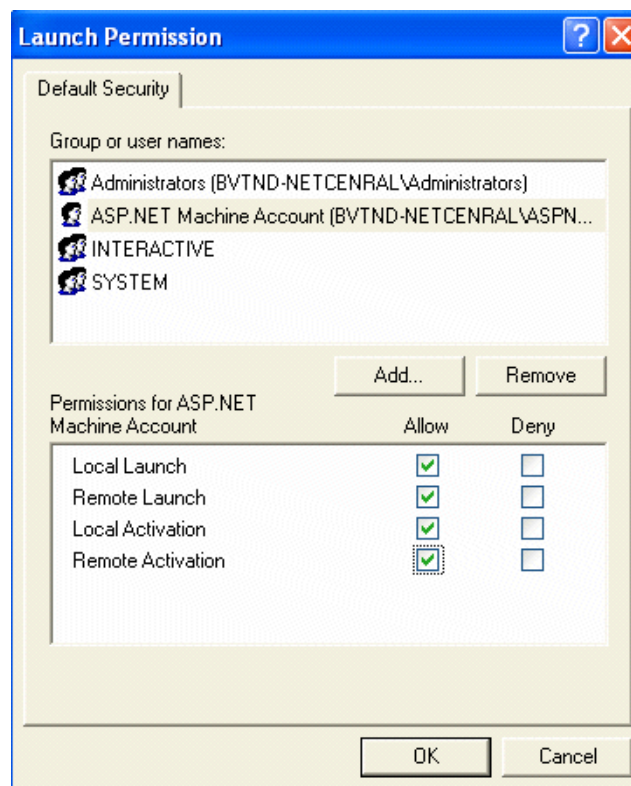 Launch Permission
Default Security
Group or user names:
Administrators (BVTND-NETCENRAL\Administrators)
ASP.NET Machine Account (BVTND-NETCENRAL\ASPN...
INTERACTIVE
SYSTEM
Add... Remove
Permissions for ASP.NET
Machine Account Allow Deny
Local Launch
Remote Launch
Local Activation
Remote Activation
OK Cancel